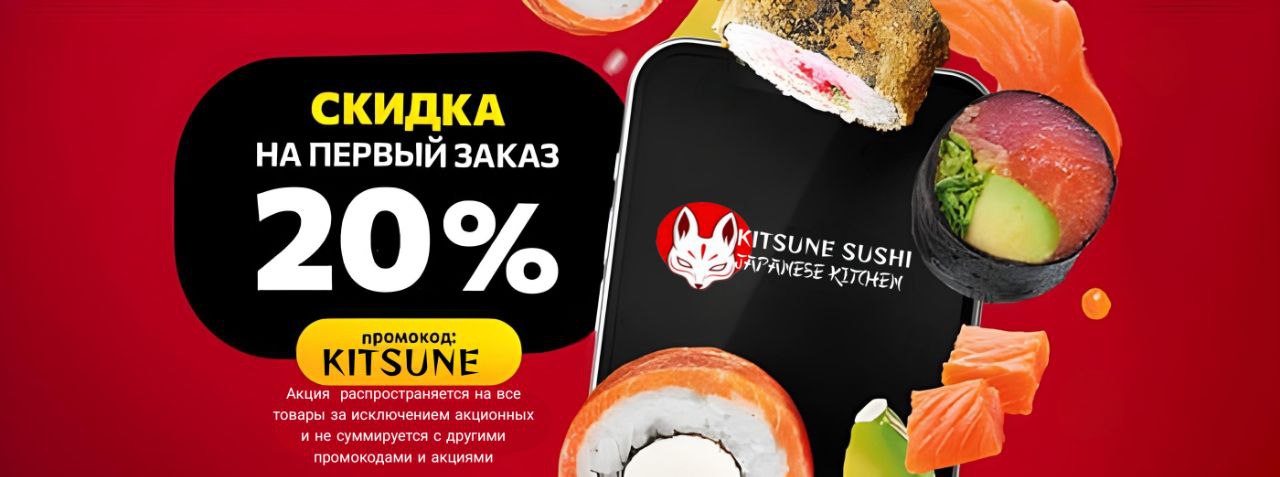 СКИДКА
НА ПЕРВЫЙ ЗАКАЗ
20%
промокод:
KITSUNE
Акция распространяется на все
товары за исключением акционных
и не суммируется с другими
промокодами и акциями
KITSUNE SUSHI
JAPANESE KITCHEN